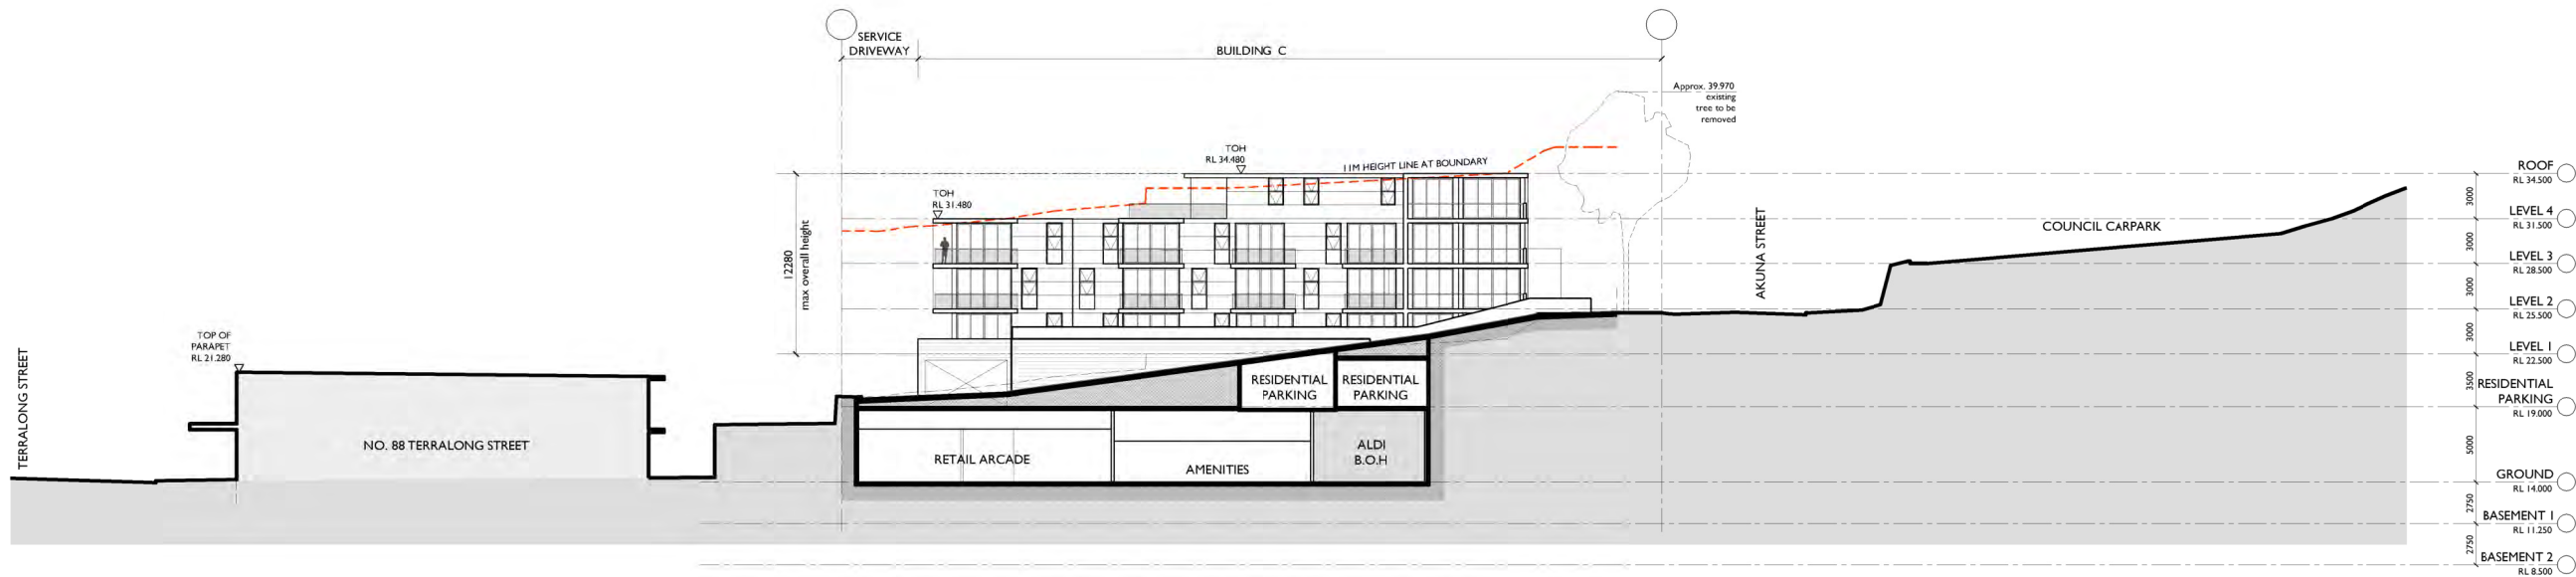 SERVICE
DRIVEWAY
BUILDING C
Approx. 39.970
existing
tree to be
removed
TOH
RL 34.480
11M HEIGHT LINE AT BOUNDARY
TOH
RL 31.480
12280
max overall height
TOP OF
PARAPET
RL 21.280
TERRALONG STREET
NO. 88 TERRALONG STREET
RESIDENTIAL
PARKING
RESIDENTIAL
PARKING
RETAIL ARCADE
AMENITIES
ALDI
B.O.H
AKUNA STREET
COUNCIL CARPARK
ROOF
RL 34.500
3000
LEVEL 4
RL 31.500
3000
LEVEL 3
RL 28.500
3000
LEVEL 2
RL 25.500
3000
LEVEL 1
RL 22.500
3500
RESIDENTIAL
PARKING
RL 19.000
5000
GROUND
RL 14.000
2750
BASEMENT 1
RL 11.250
2750
BASEMENT 2
RL 8.500